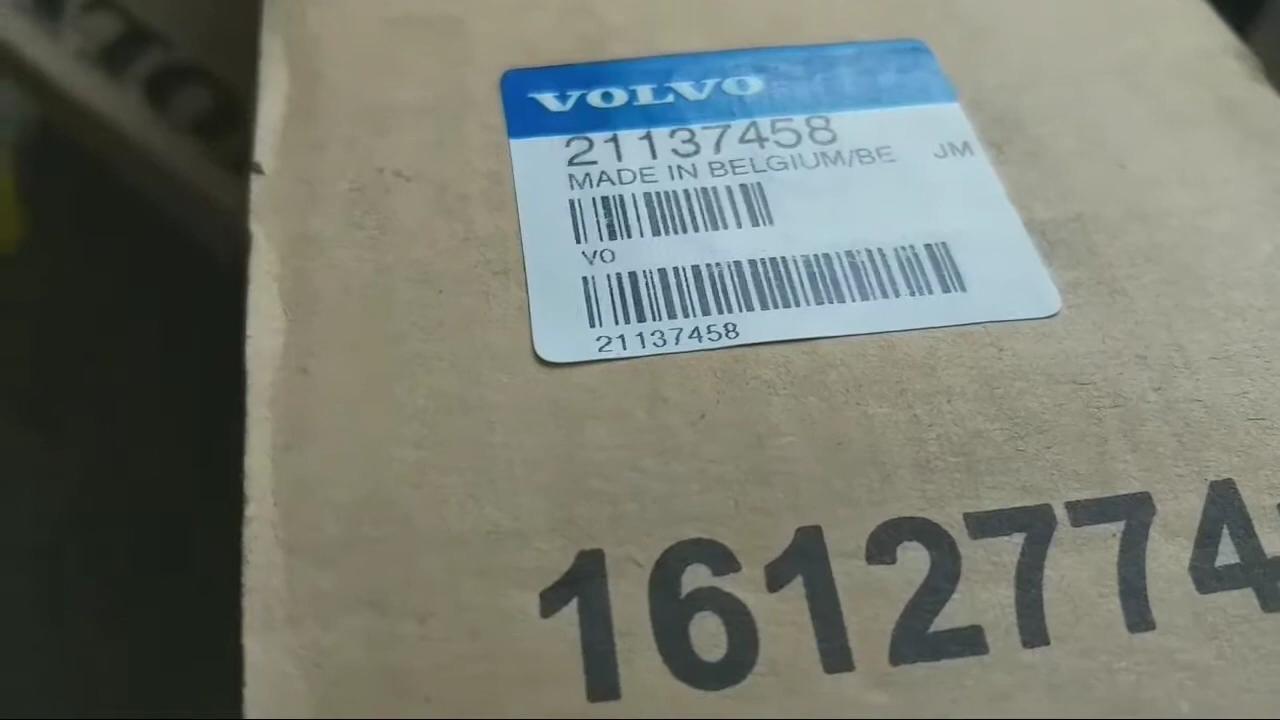 VOLVO
21137458
MADE IN BELGIUM/BE JM
VO
21137458
1612774